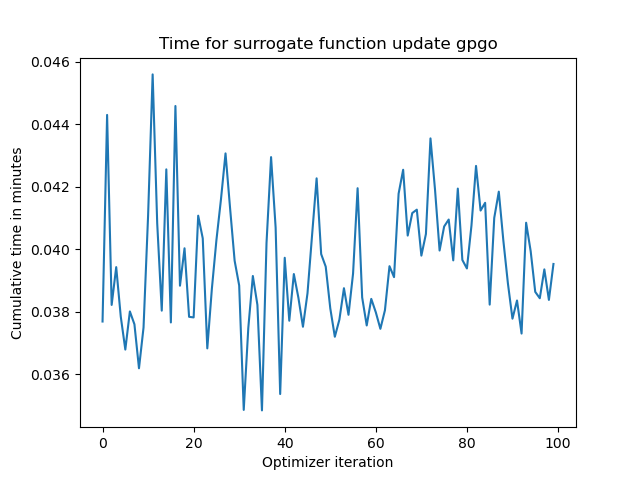 Time for surrogate function update gpgo
0.046
0.044
0.042
0.040
0.038
0.036
Cumulative time in minutes
0 20 40 60 80 100
Optimizer iteration